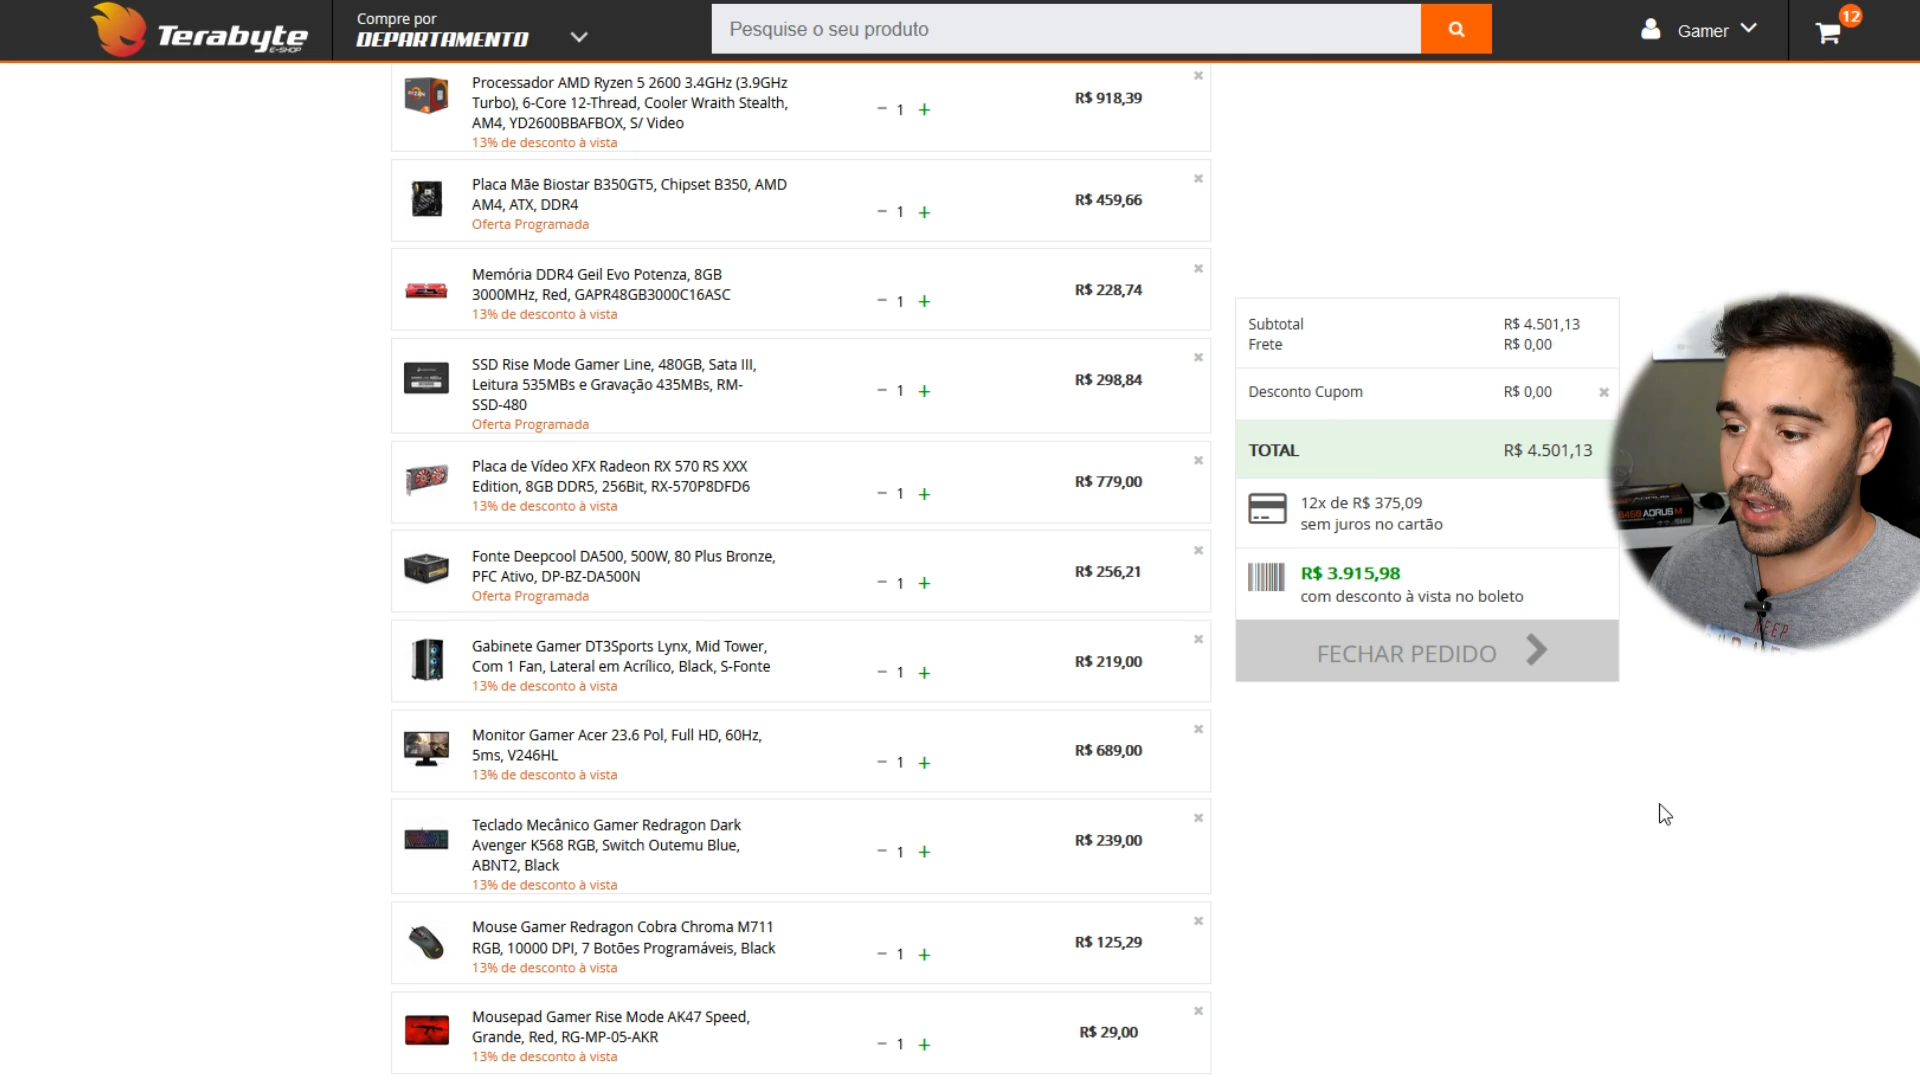 Terabyte
E-SHOP
Compre por
DEPARTAMENTO
Pesquise o seu produto
Gamer
12
Processador AMD Ryzen 5 2600 3.4GHz (3.9GHz
Turbo), 6-Core 12-Thread, Cooler Wraith Stealth,
AM4, YD2600BBAFBOX, S/ Video
13% de desconto à vista
− 1 +
R$ 918,39
Placa Mãe Biostar B350GT5, Chipset B350, AMD
AM4, ATX, DDR4
Oferta Programada
− 1 +
R$ 459,66
Memória DDR4 Geil Evo Potenza, 8GB
3000MHz, Red, GAPR48GB3000C16ASC
13% de desconto à vista
− 1 +
R$ 228,74
SSD Rise Mode Gamer Line, 480GB, Sata III,
Leitura 535MBs e Gravação 435MBs, RM-
SSD-480
Oferta Programada
− 1 +
R$ 298,84
Placa de Vídeo XFX Radeon RX 570 RS XXX
Edition, 8GB DDR5, 256Bit, RX-570P8DFD6
13% de desconto à vista
− 1 +
R$ 779,00
Fonte Deepcool DA500, 500W, 80 Plus Bronze,
PFC Ativo, DP-BZ-DA500N
Oferta Programada
− 1 +
R$ 256,21
Gabinete Gamer DT3Sports Lynx, Mid Tower,
Com 1 Fan, Lateral em Acrílico, Black, S-Fonte
13% de desconto à vista
− 1 +
R$ 219,00
Monitor Gamer Acer 23.6 Pol, Full HD, 60Hz,
5ms, V246HL
13% de desconto à vista
− 1 +
R$ 689,00
Teclado Mecânico Gamer Redragon Dark
Avenger K568 RGB, Switch Outemu Blue,
ABNT2, Black
13% de desconto à vista
− 1 +
R$ 239,00
Mouse Gamer Redragon Cobra Chroma M711
RGB, 10000 DPI, 7 Botões Programáveis, Black
13% de desconto à vista
− 1 +
R$ 125,29
Mousepad Gamer Rise Mode AK47 Speed,
Grande, Red, RG-MP-05-AKR
13% de desconto à vista
− 1 +
R$ 29,00
Subtotal R$ 4.501,13
Frete R$ 0,00
Desconto Cupom R$ 0,00
TOTAL R$ 4.501,13
12x de R$ 375,09
sem juros no cartão
R$ 3.915,98
com desconto à vista no boleto
FECHAR PEDIDO
AORUS M
KEEP